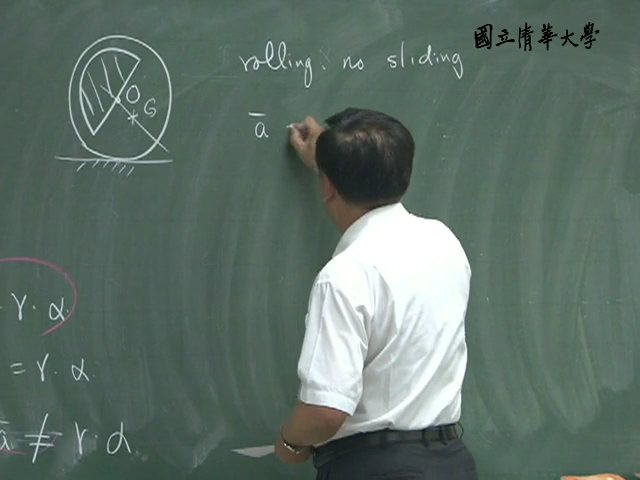 國立清華大學
rolling: no sliding
O
G
a̅
r · α
= r · α
a̅ ≠ r · α